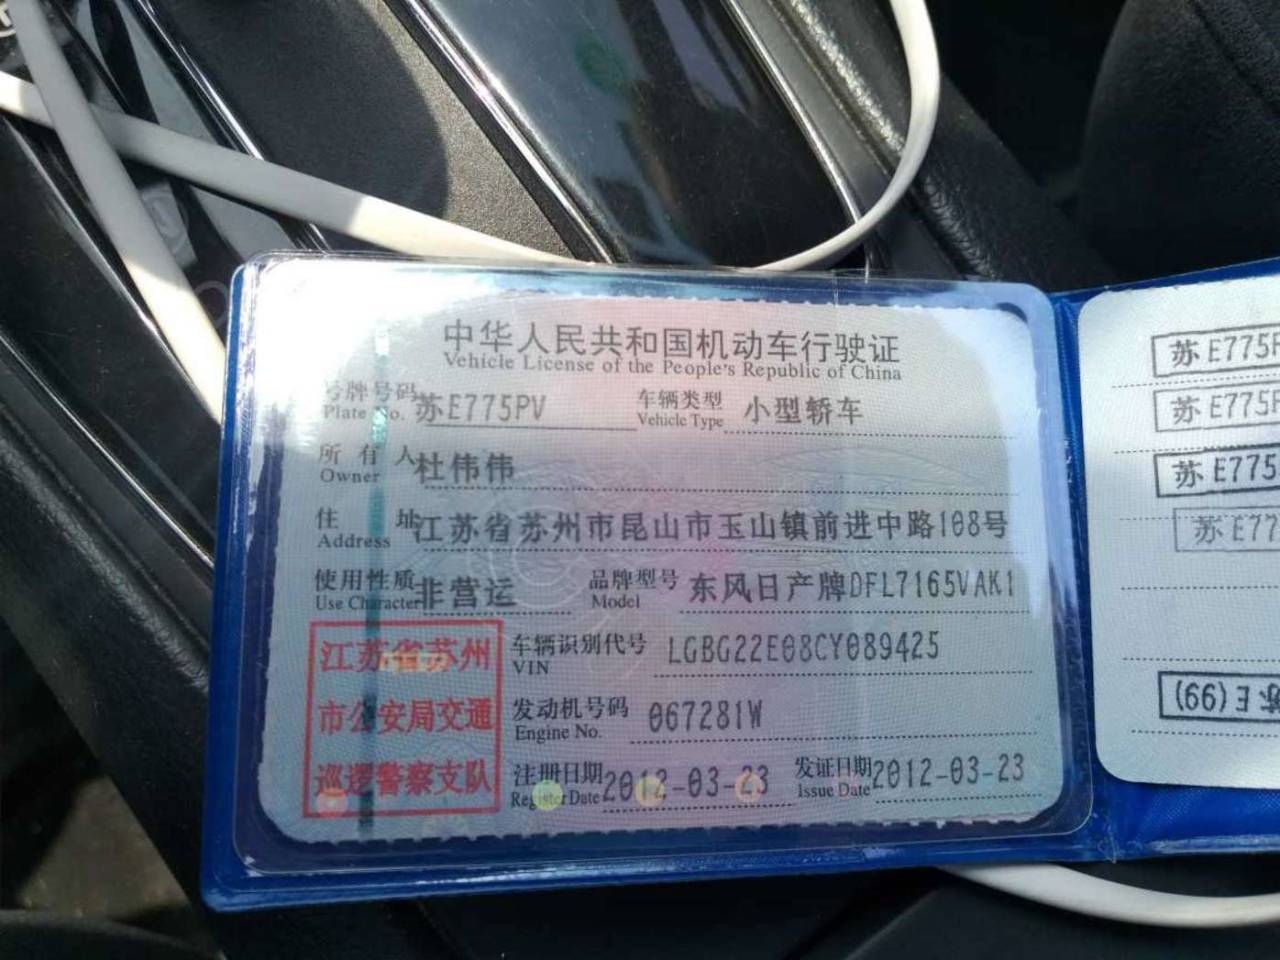 中华人民共和国机动车行驶证
Vehicle License of the People's Republic of China
号牌号码 苏E775PV 车辆类型 小型轿车
Plate No. Vehicle Type
所有人 杜伟伟
Owner
住址 江苏省苏州市昆山市玉山镇前进中路108号
Address
使用性质 非营运 品牌型号 东风日产牌DFL7165VAK1
Use Character Model
江苏省苏州
市公安局交通
巡逻警察支队
车辆识别代号 LGBG22E08CY089425
VIN
发动机号码 067281W
Engine No.
注册日期 2012-03-23 发证日期 2012-03-23
Register Date Issue Date
苏E775
苏E775
苏E775
苏E77
苏E(99)